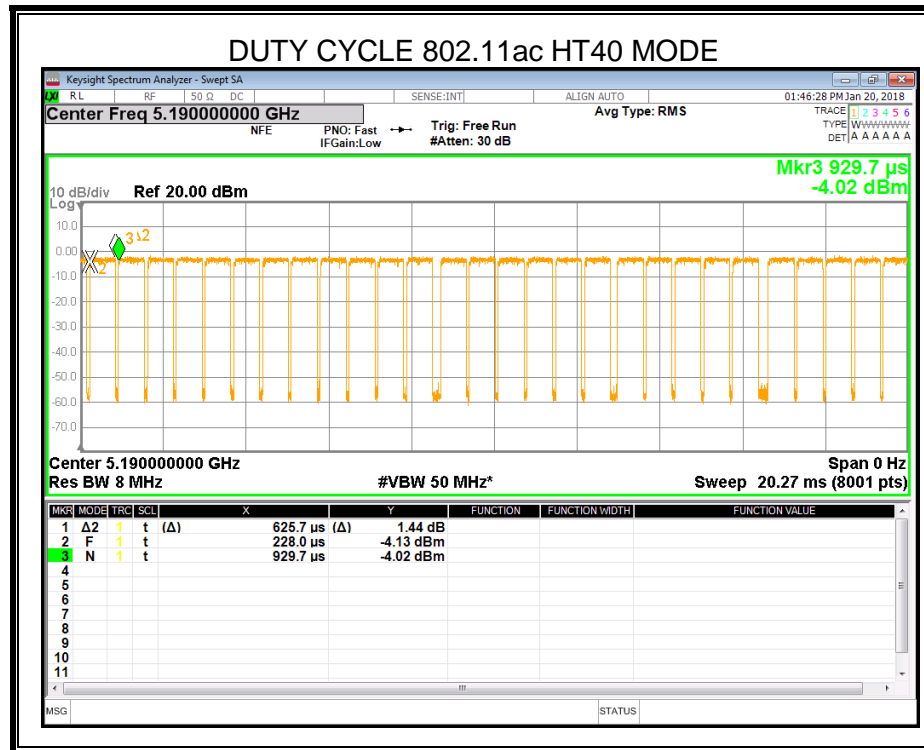 DUTY CYCLE 802.11ac HT40 MODE
Keysight Spectrum Analyzer - Swept SA
LXI RL RF 50 Ω DC SENSE:INT ALIGN AUTO 01:46:28 PM Jan 20, 2018
Center Freq 5.190000000 GHz Avg Type: RMS TRACE 1 2 3 4 5 6
NFE PNO: Fast Trig: Free Run TYPE WWWWWW
IFGain:Low #Atten: 30 dB DET A A A A A A
Mkr3 929.7 µs
10 dB/div Ref 20.00 dBm -4.02 dBm
Log
10.0
3 1Δ2
0.00
2
-10.0
-20.0
-30.0
-40.0
-50.0
-60.0
-70.0
Center 5.190000000 GHz Span 0 Hz
Res BW 8 MHz #VBW 50 MHz* Sweep 20.27 ms (8001 pts)
MKR MODE TRC SCL X Y FUNCTION FUNCTION WIDTH FUNCTION VALUE
1 Δ2 1 t (Δ) 625.7 µs (Δ) 1.44 dB
2 F 1 t 228.0 µs -4.13 dBm
3 N 1 t 929.7 µs -4.02 dBm
4
5
6
7
8
9
10
11
MSG STATUS